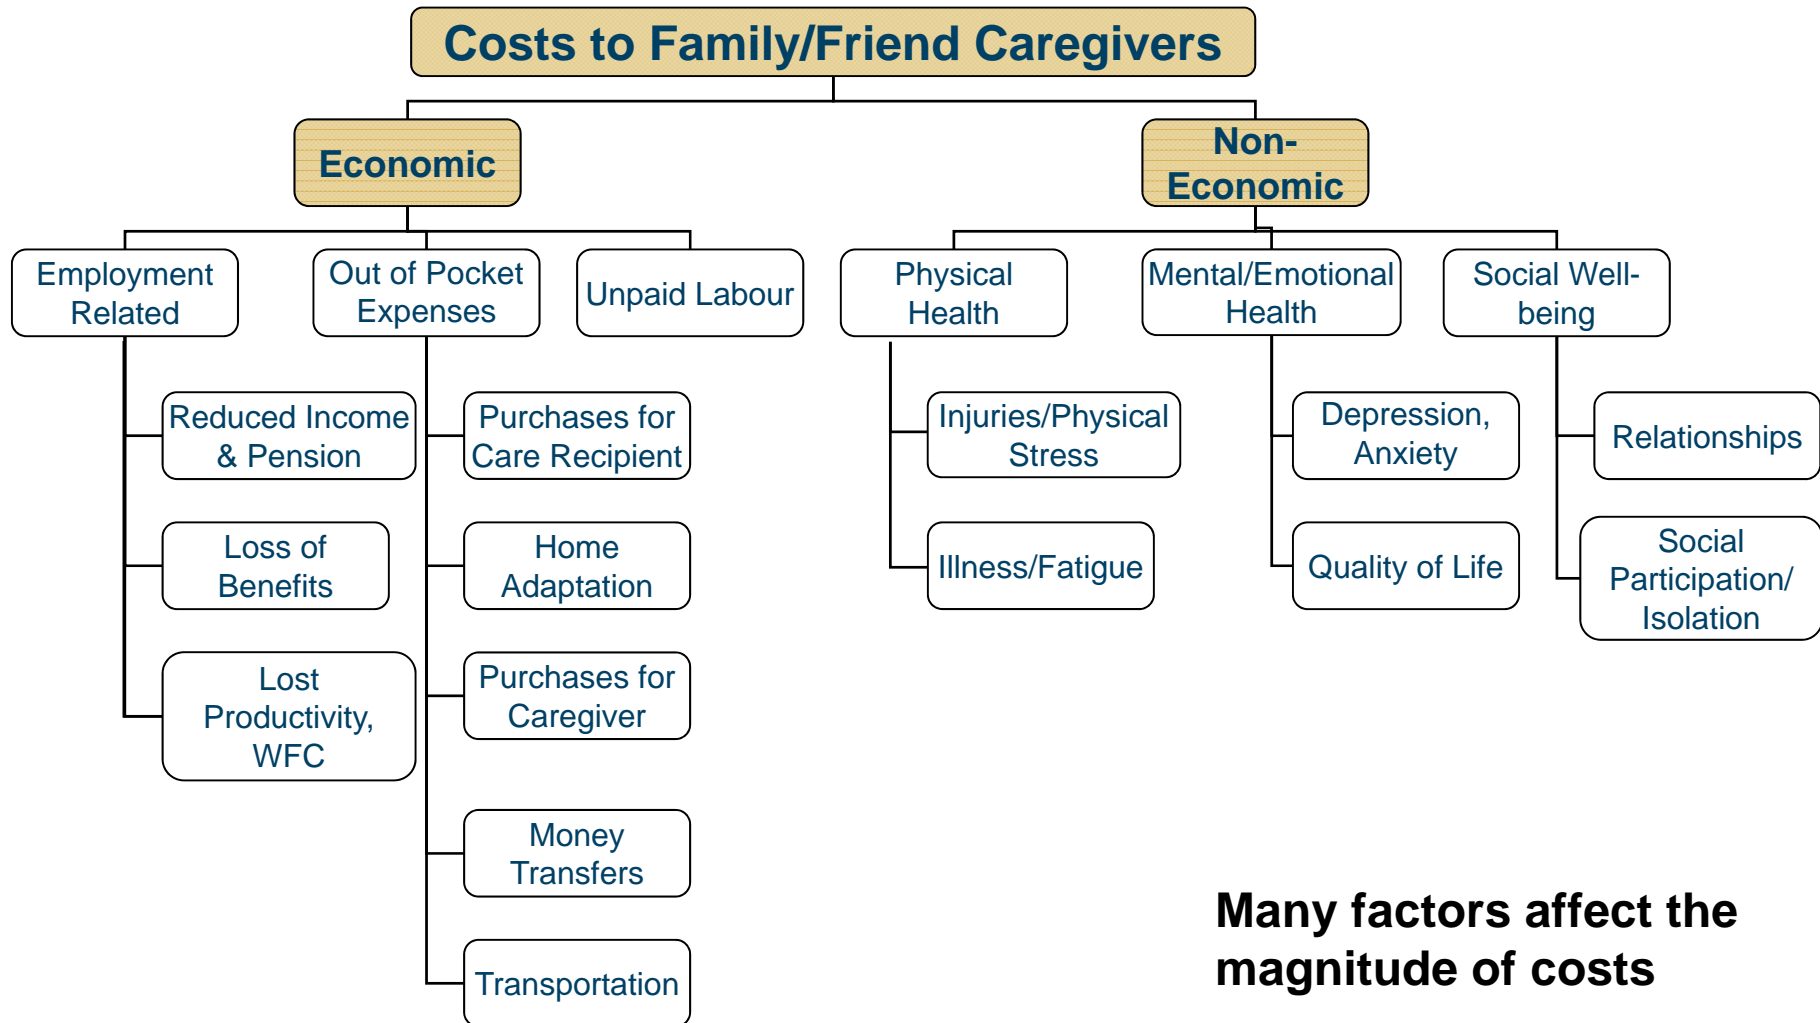 Costs to Family/Friend Caregivers
Economic
Non-
Economic
Employment
Related
Out of Pocket
Expenses
Unpaid Labour
Physical
Health
Mental/Emotional
Health
Social Well-
being
Reduced Income
& Pension
Purchases for
Care Recipient
Injuries/Physical
Stress
Depression,
Anxiety
Relationships
Loss of
Benefits
Home
Adaptation
Illness/Fatigue
Quality of Life
Social
Participation/
Isolation
Lost
Productivity,
WFC
Purchases for
Caregiver
Money
Transfers
Transportation
Many factors affect the
magnitude of costs